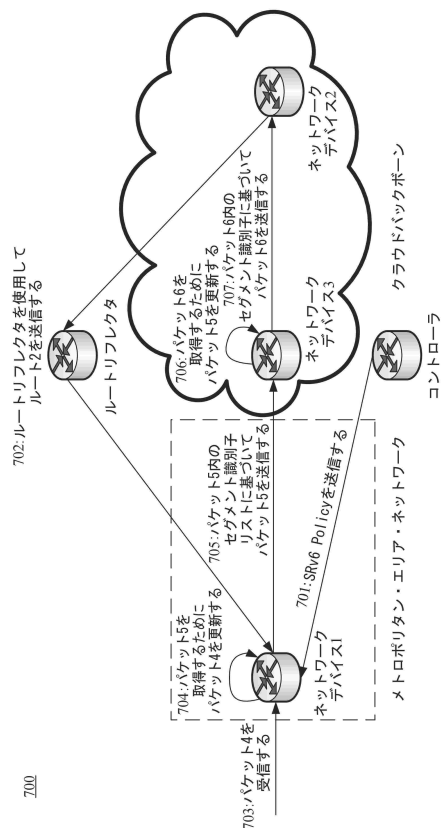 700
702:ルートリフレクタを使用して
ルート2を送信する
ルートリフレクタ
704:パケット5を
取得するために
パケット4を更新する
705:パケット5内の
セグメント識別子
リストに基づいて
パケット5を送信する
706:パケット6を
取得するために
パケット5を更新する
707:パケット6内の
セグメント識別子に基づいて
パケット6を送信する
703:パケット4を
受信する
ネットワーク
デバイス1
ネットワーク
デバイス3
ネットワーク
デバイス2
701:SRv6 Policyを送信する
メトロポリタン・エリア・ネットワーク
コントローラ
クラウドバックボーン